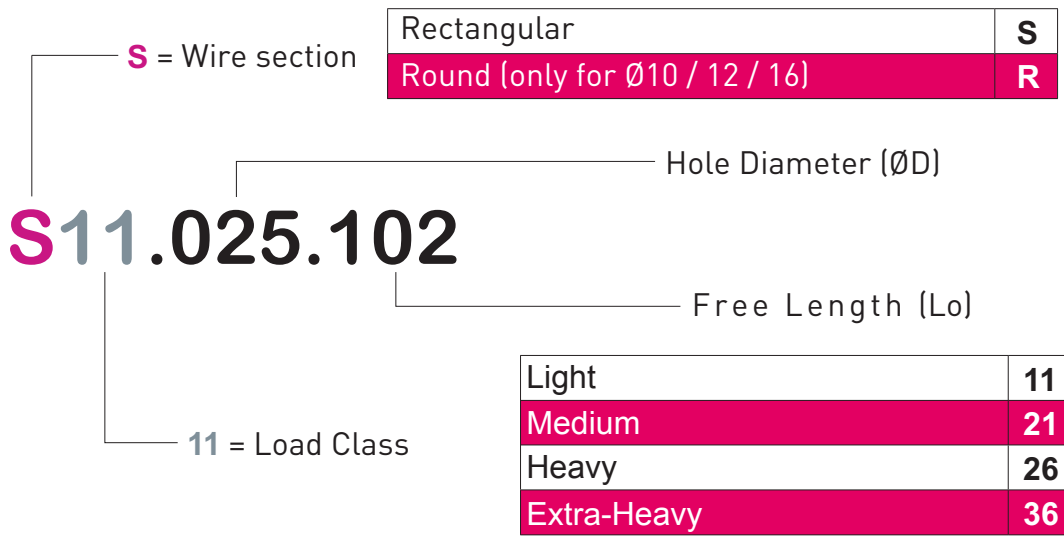 S = Wire section
Rectangular S
Round (only for Ø10 / 12 / 16) R
Hole Diameter (ØD)
S11.025.102
Free Length (Lo)
11 = Load Class
Light 11
Medium 21
Heavy 26
Extra-Heavy 36